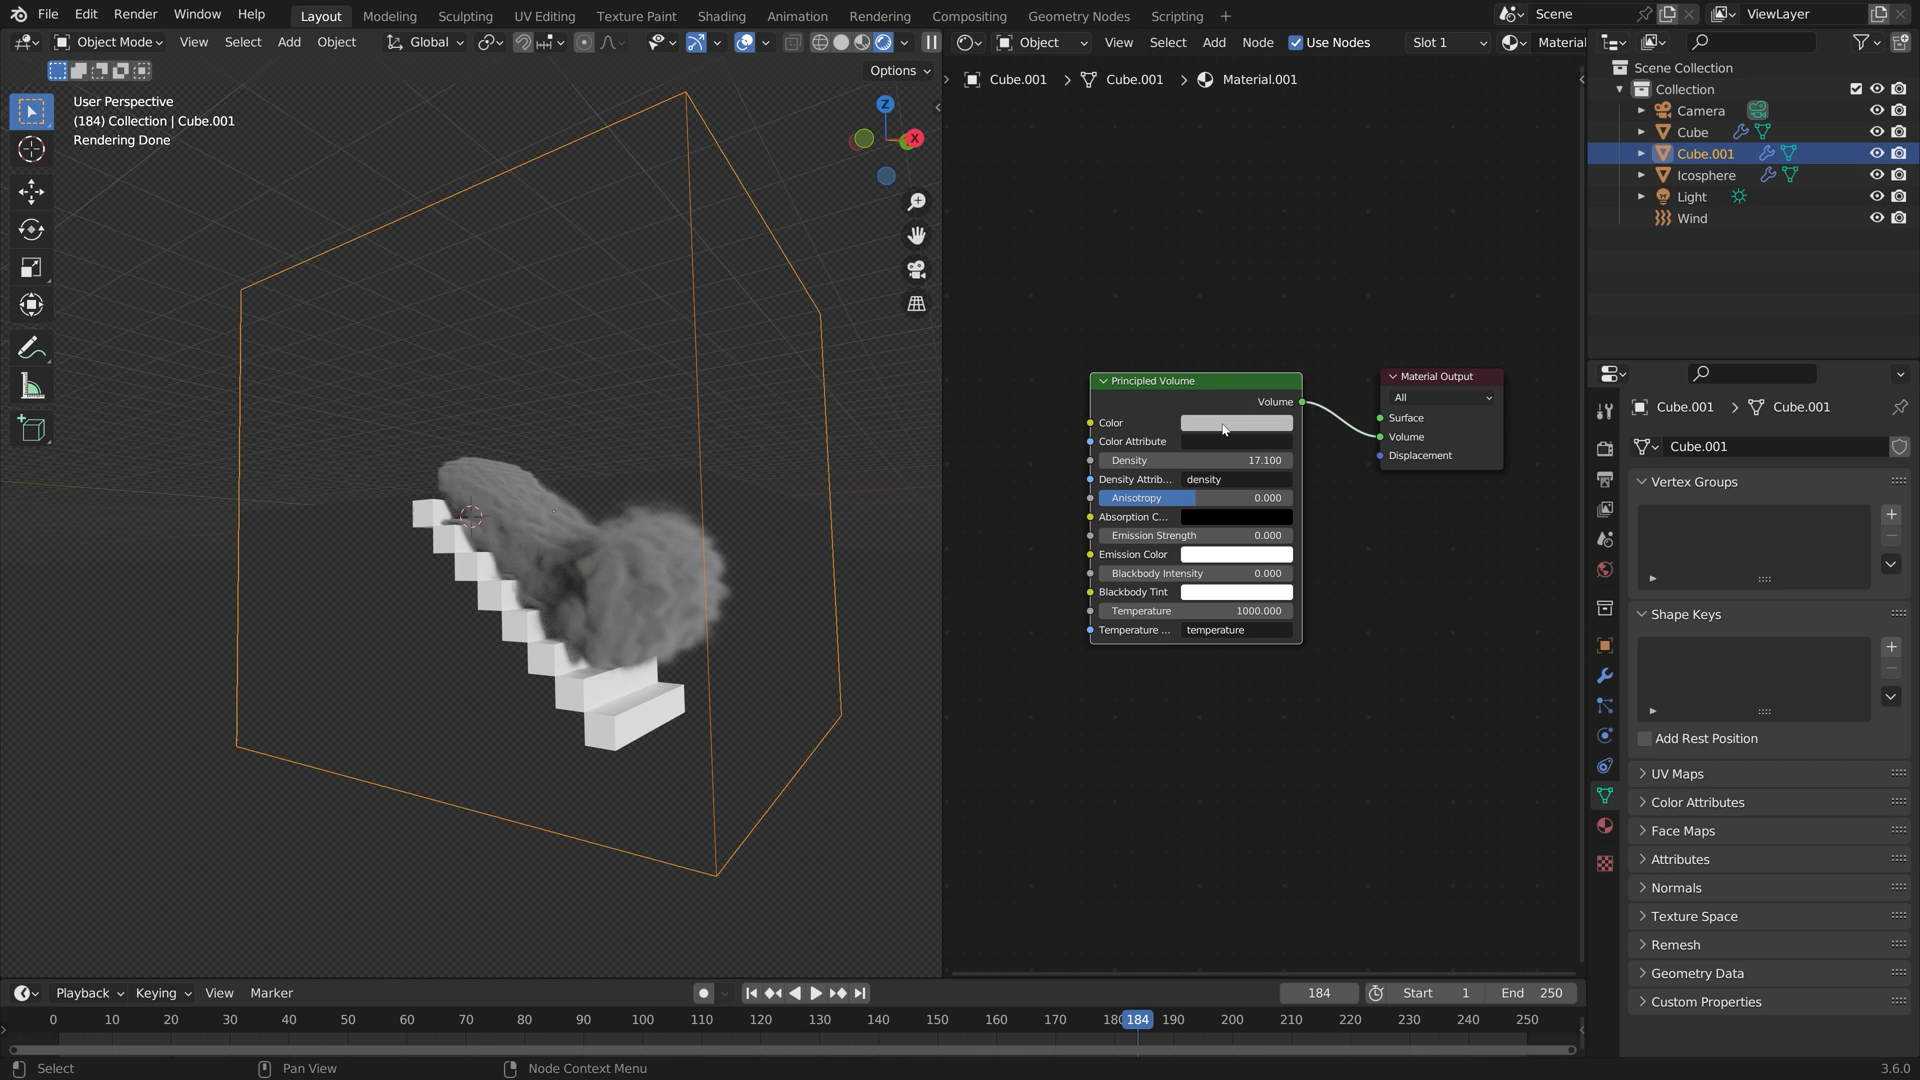 File Edit Render Window Help Layout Modeling Sculpting UV Editing Texture Paint Shading Animation Rendering Compositing Geometry Nodes Scripting + Scene ViewLayer
Object Mode View Select Add Object Global
Options
User Perspective
(184) Collection | Cube.001
Rendering Done
Z
X
Object View Select Add Node Use Nodes Slot 1 Material
Cube.001 > Cube.001 > Material.001
Principled Volume
Volume
Color
Color Attribute
Density 17.100
Density Attrib... density
Anisotropy 0.000
Absorption C...
Emission Strength 0.000
Emission Color
Blackbody Intensity 0.000
Blackbody Tint
Temperature 1000.000
Temperature ... temperature
Material Output
All
Surface
Volume
Displacement
Scene Collection
Collection
Camera
Cube
Cube.001
Icosphere
Light
Wind
Cube.001 > Cube.001
Cube.001
Vertex Groups
Shape Keys
Add Rest Position
UV Maps
Color Attributes
Face Maps
Attributes
Normals
Texture Space
Remesh
Geometry Data
Custom Properties
Playback Keying View Marker 184 Start 1 End 250
0 10 20 30 40 50 60 70 80 90 100 110 120 130 140 150 160 170 180 184 190 200 210 220 230 240 250
Select Pan View Node Context Menu 3.6.0